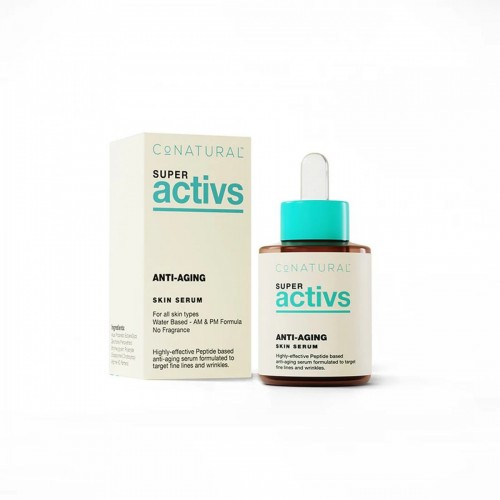 CoNATURAL
SUPER
activs
ANTI-AGING
SKIN SERUM
For all skin types
Water Based - AM & PM Formula
No Fragrance
Highly-effective Peptide based
anti-aging serum formulated to
target fine lines and wrinkles.
Ingredients:
CoNATURAL
SUPER
activs
ANTI-AGING
SKIN SERUM
Highly-effective Peptide based
anti-aging serum formulated to
target fine lines and wrinkles.